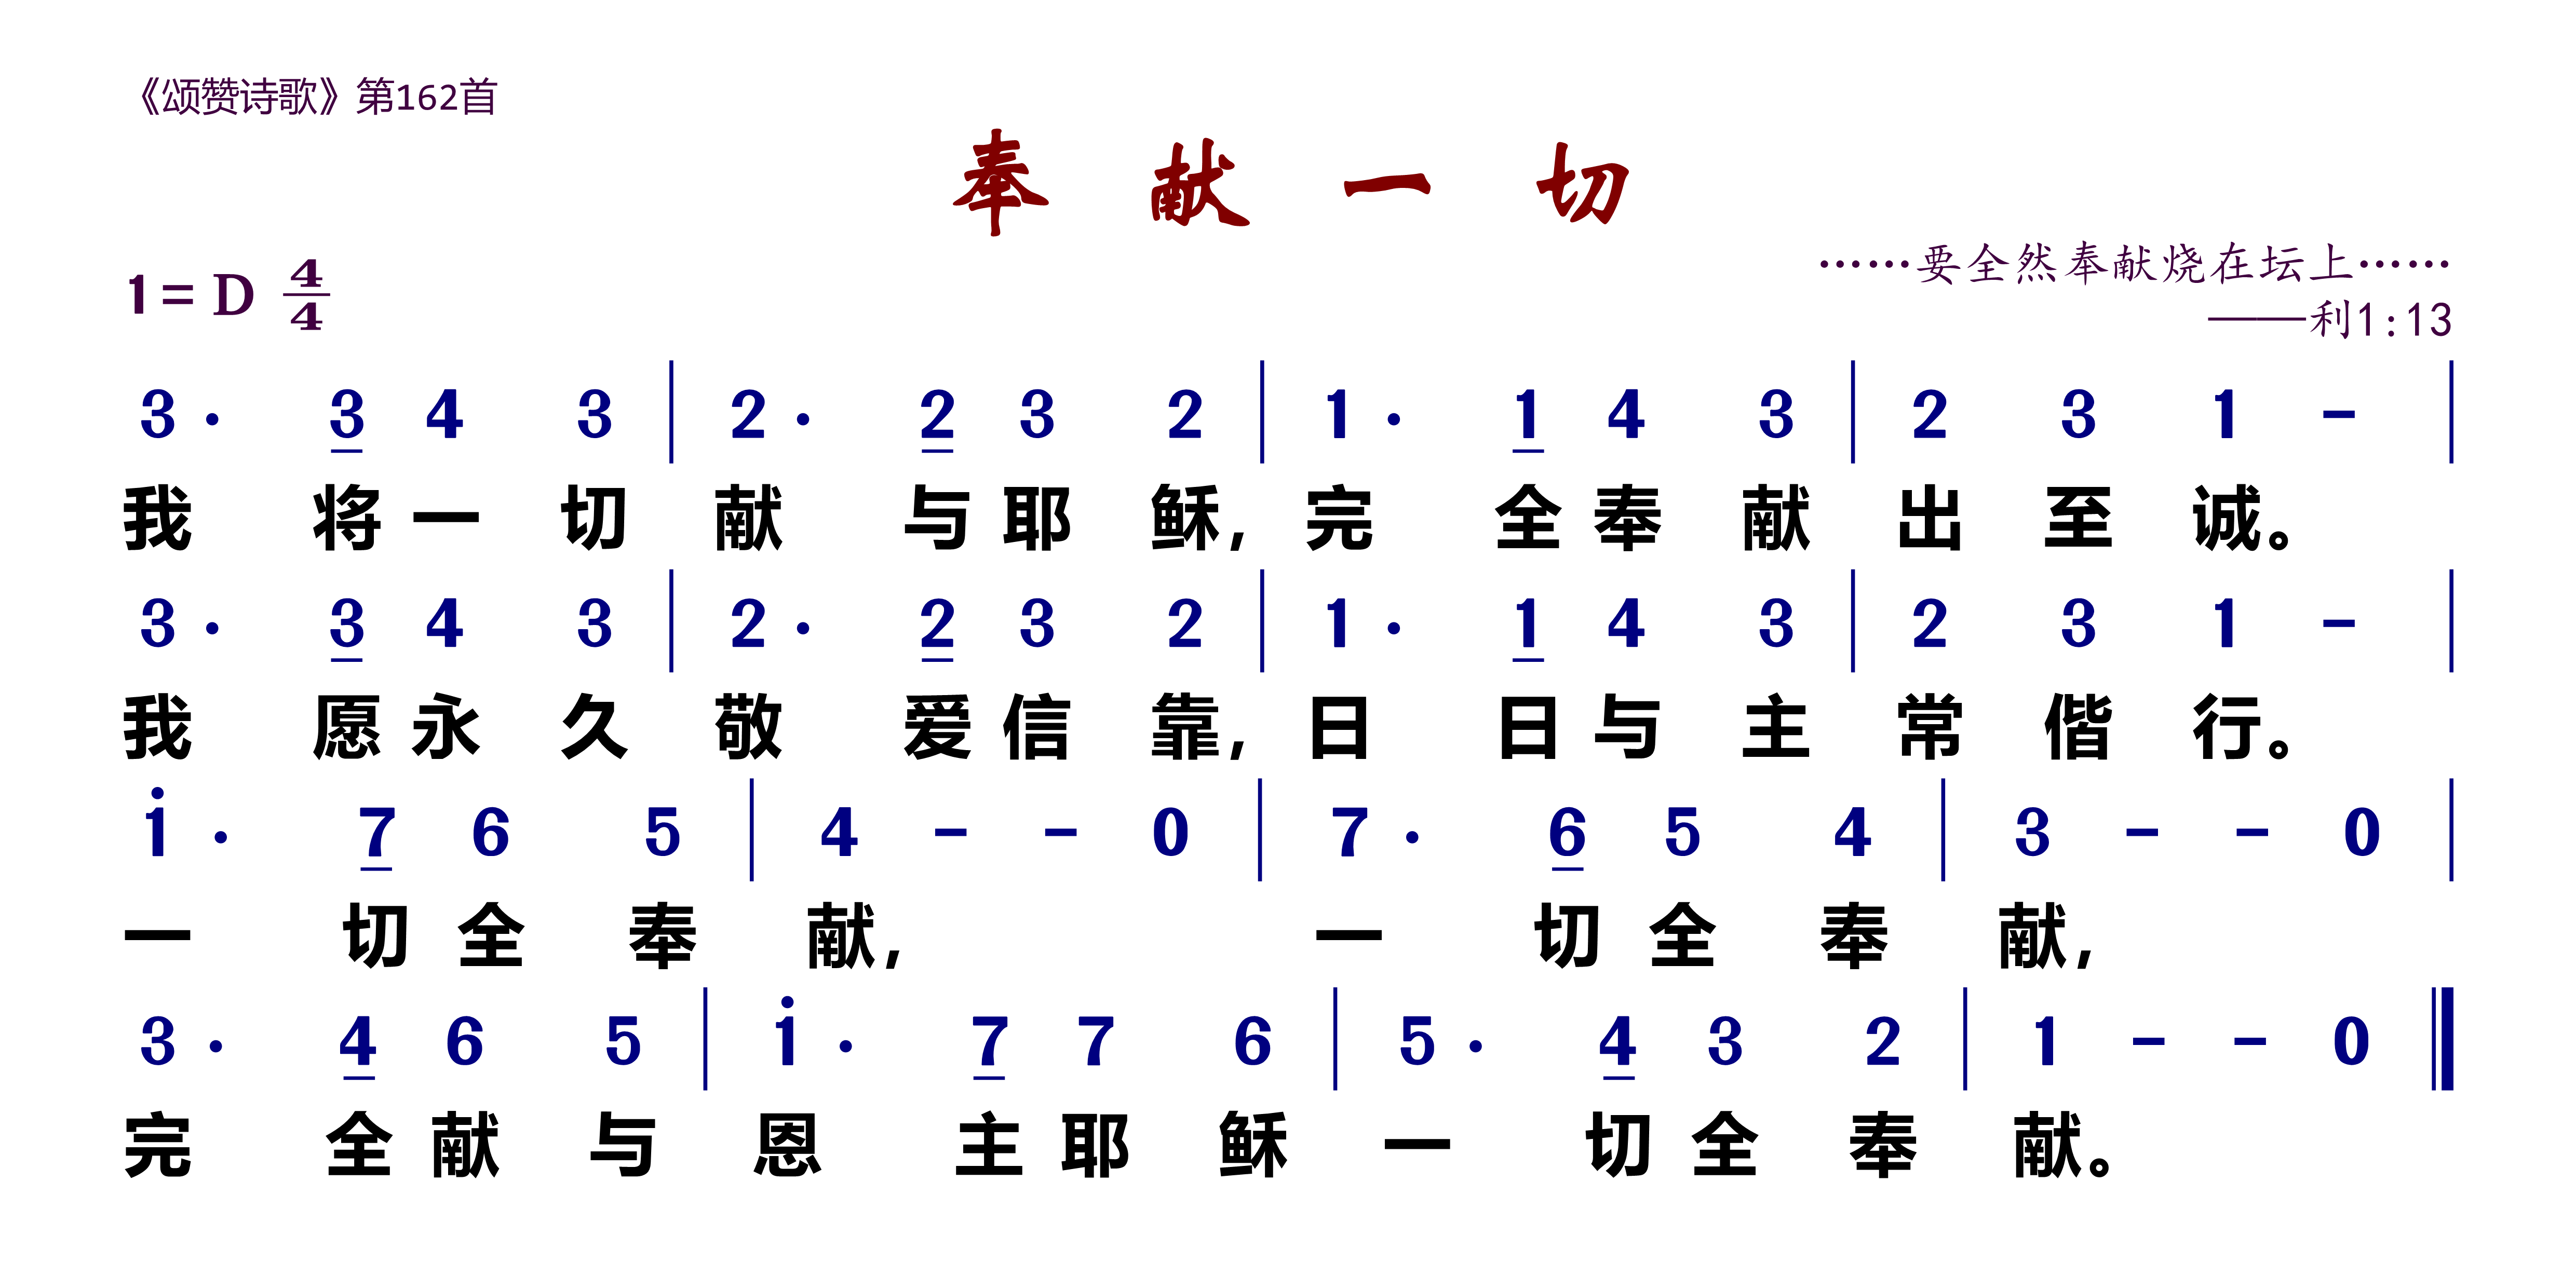 《颂赞诗歌》第162首
奉 献 一 切
……要全然奉献烧在坛上……
1= D 4/4
——利1:13
3 · 3 4 3 | 2 · 2 3 2 | 1 · 1 4 3 | 2 3 1 - |
我 将 一 切 献 与 耶 稣, 完 全 奉 献 出 至 诚。
3 · 3 4 3 | 2 · 2 3 2 | 1 · 1 4 3 | 2 3 1 - |
我 愿 永 久 敬 爱 信 靠, 日 日 与 主 常 偕 行。
i · 7 6 5 | 4 - - 0 | 7 · 6 5 4 | 3 - - 0 |
一 切 全 奉 献, 一 切 全 奉 献,
3 · 4 6 5 | i · 7 7 6 | 5 · 4 3 2 | 1 - - 0 ‖
完 全 献 与 恩 主 耶 稣 一 切 全 奉 献。